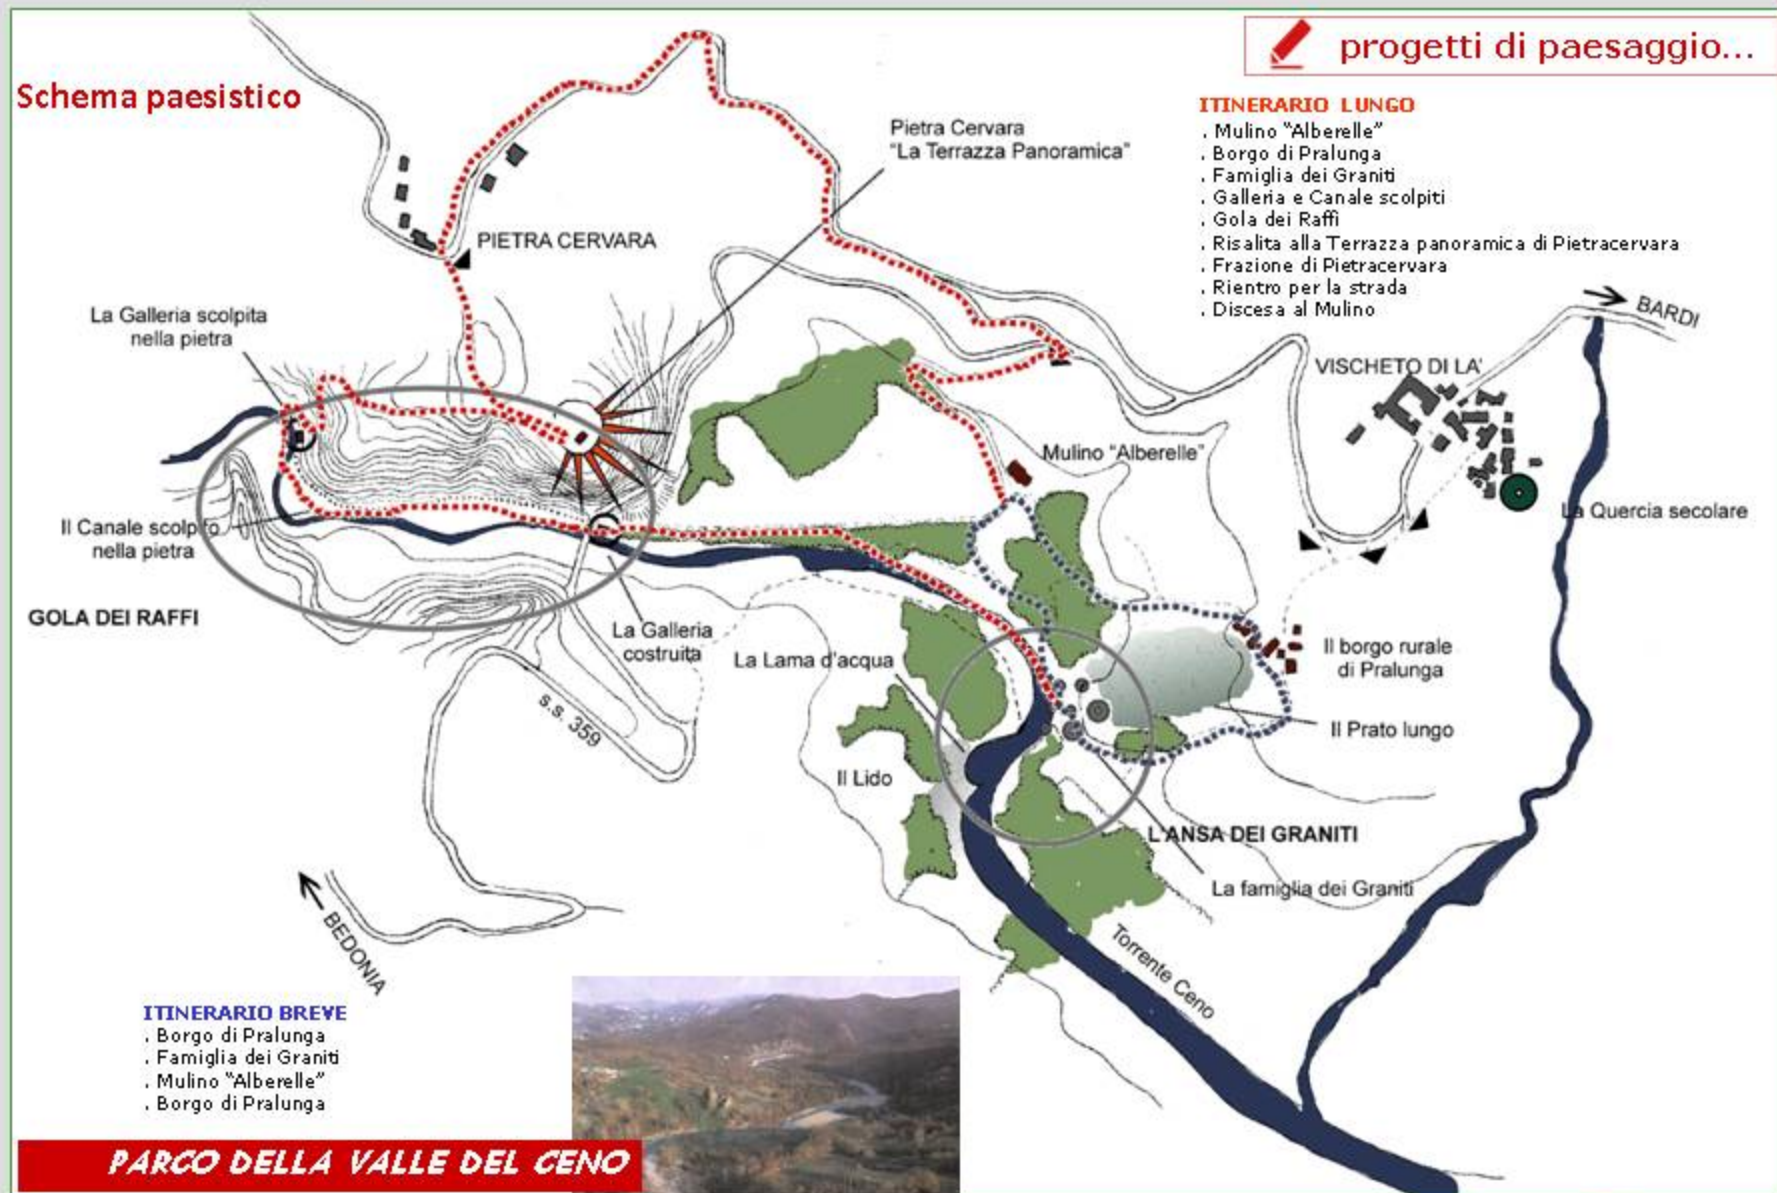 progetti di paesaggio...
Schema paesistico
ITINERARIO LUNGO
. Mulino "Alberelle"
. Borgo di Pralunga
. Famiglia dei Graniti
. Galleria e Canale scolpiti
. Gola dei Raffi
. Risalita alla Terrazza panoramica di Pietracervara
. Frazione di Pietracervara
. Rientro per la strada
. Discesa al Mulino
Pietra Cervara
"La Terrazza Panoramica"
PIETRA CERVARA
La Galleria scolpita
nella pietra
BARDI
VISCHETO DI LA'
Mulino "Alberelle"
La Quercia secolare
Il Canale scolpito
nella pietra
GOLA DEI RAFFI
La Galleria
costruita
La Lama d'acqua
Il borgo rurale
di Pralunga
s.s. 359
Il Prato lungo
Il Lido
L'ANSA DEI GRANITI
La famiglia dei Graniti
BEDONIA
Torrente Ceno
ITINERARIO BREVE
. Borgo di Pralunga
. Famiglia dei Graniti
. Mulino "Alberelle"
. Borgo di Pralunga
PARCO DELLA VALLE DEL CENO